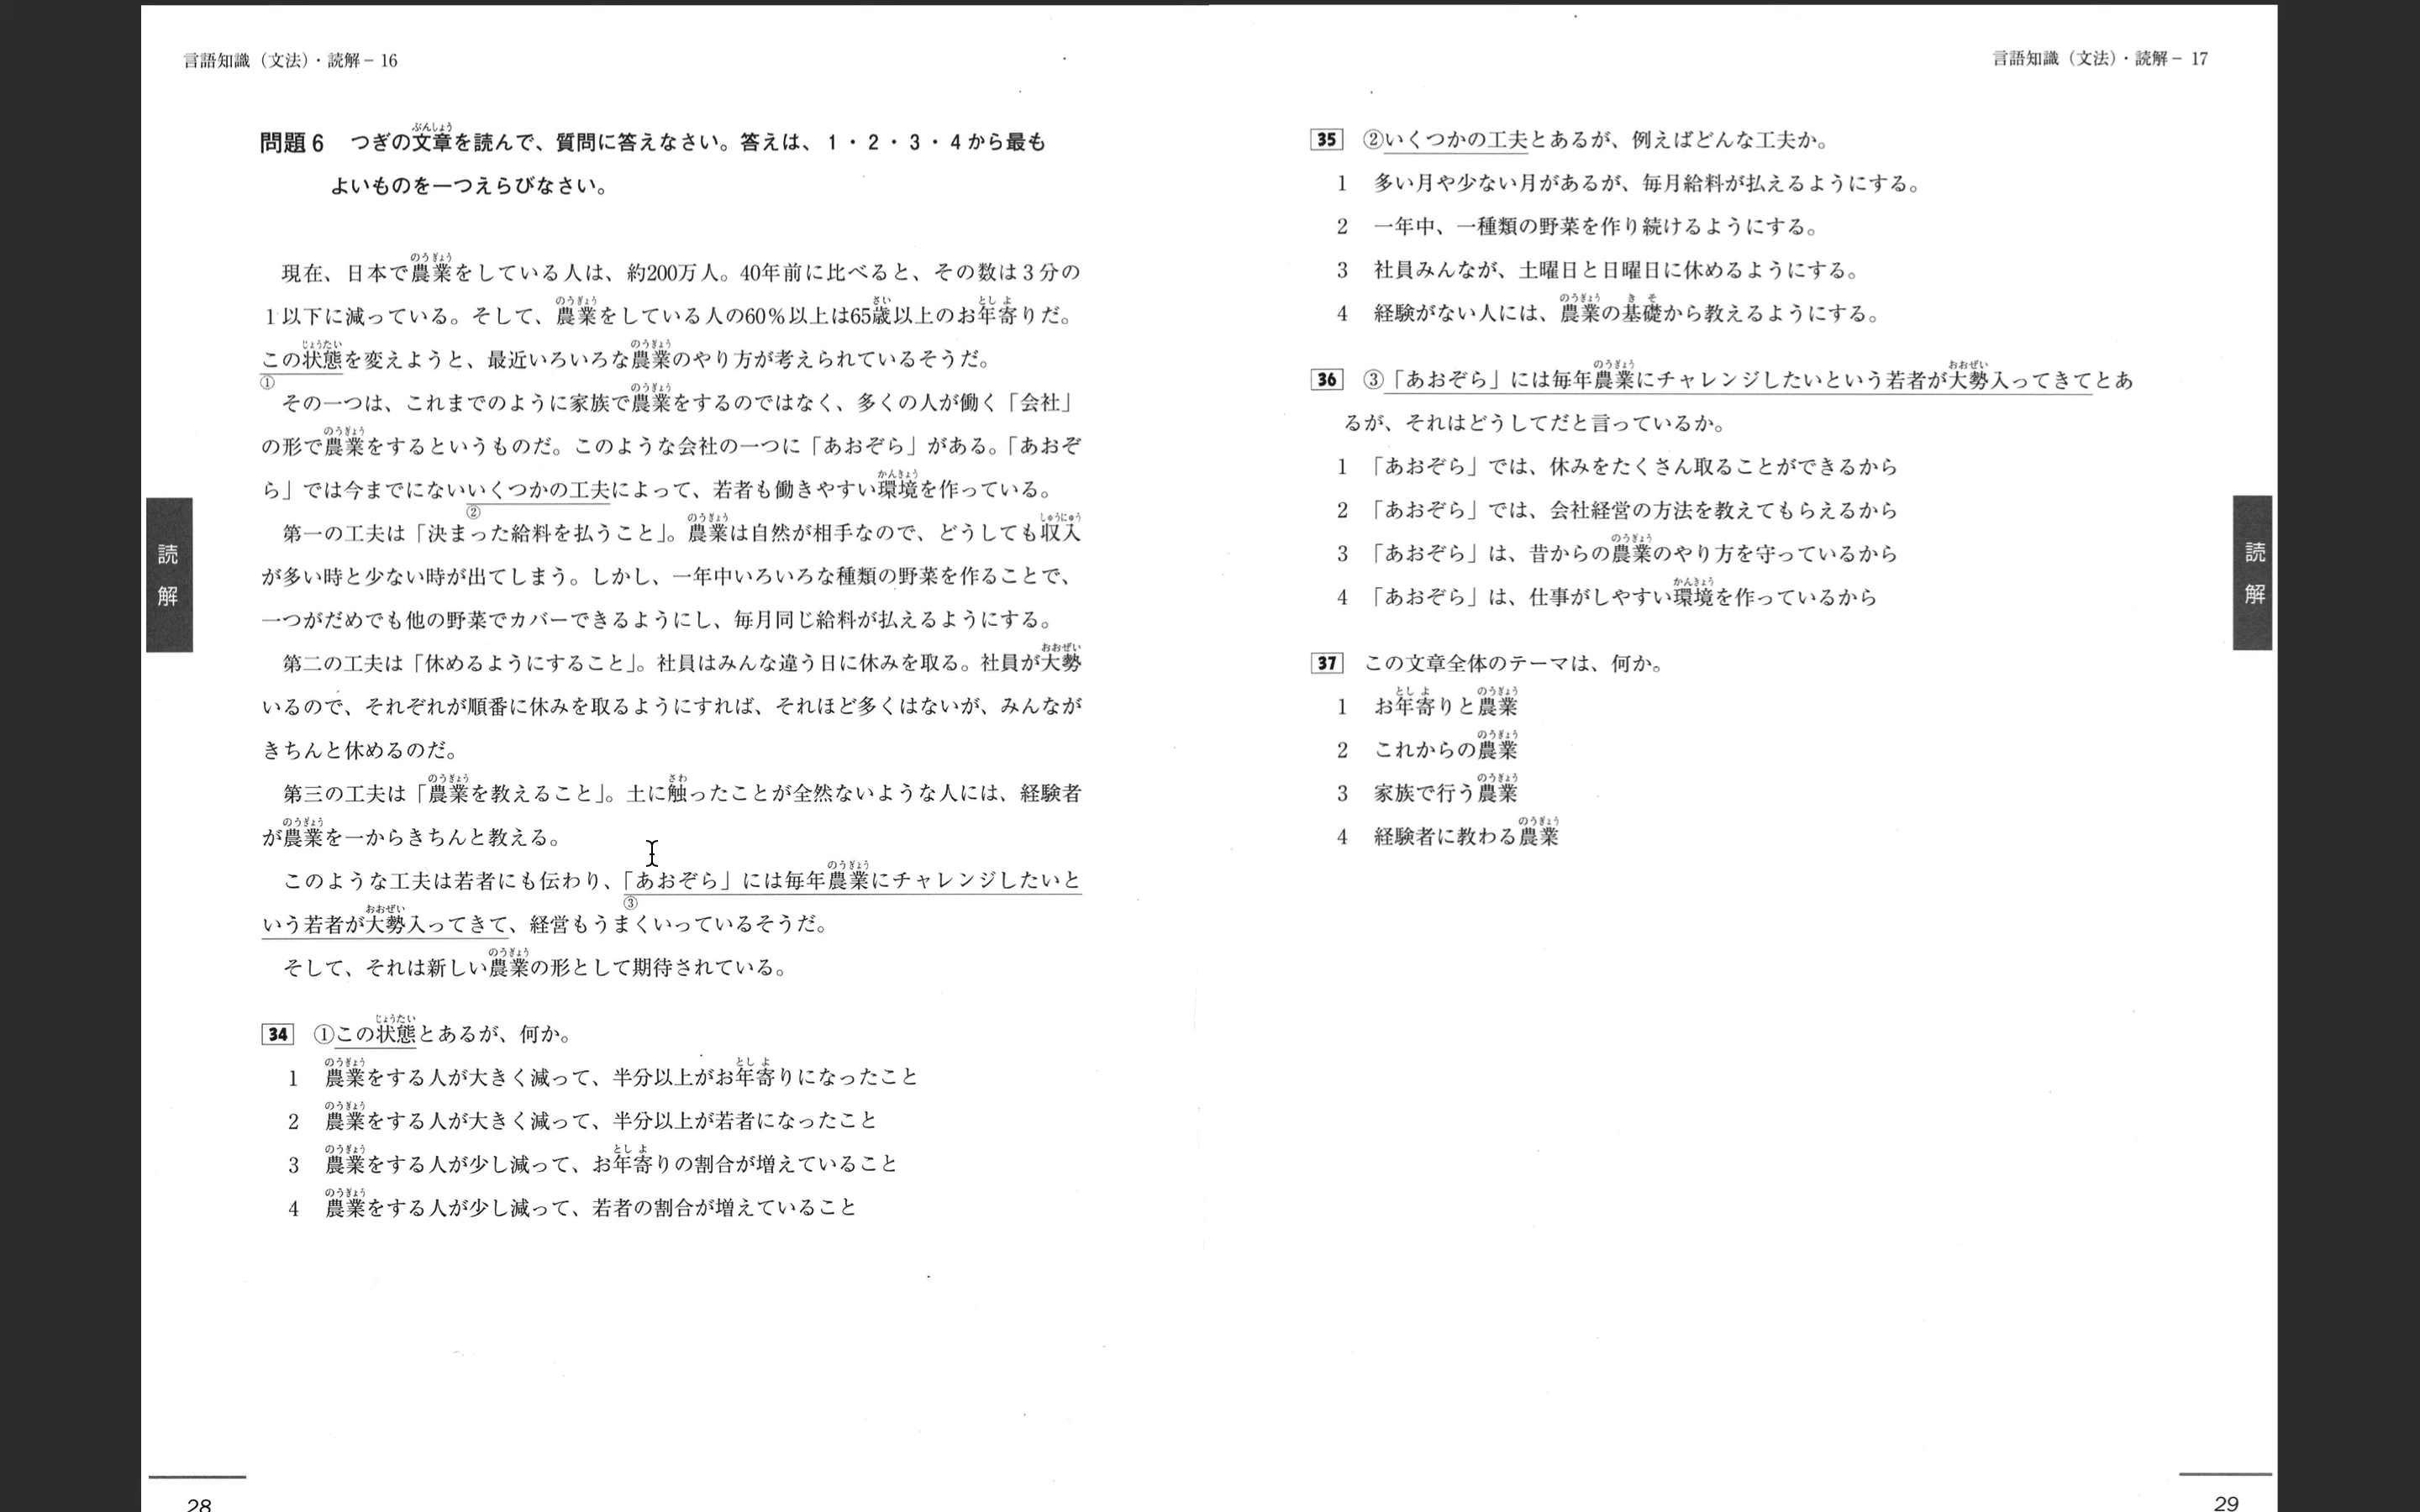 言語知識（文法）・読解－16
問題6　つぎの文章を読んで、質問に答えなさい。答えは、1・2・3・4から最も
よいものを一つえらびなさい。
現在、日本で農業をしている人は、約200万人。40年前に比べると、その数は3分の
1以下に減っている。そして、農業をしている人の60％以上は65歳以上のお年寄りだ。
①この状態を変えようと、最近いろいろな農業のやり方が考えられているそうだ。
その一つは、これまでのように家族で農業をするのではなく、多くの人が働く「会社」
の形で農業をするというものだ。このような会社の一つに「あおぞら」がある。「あおぞ
ら」では今までにない②いくつかの工夫によって、若者も働きやすい環境を作っている。
第一の工夫は「決まった給料を払うこと」。農業は自然が相手なので、どうしても収入
が多い時と少ない時が出てしまう。しかし、一年中いろいろな種類の野菜を作ることで、
一つがだめでも他の野菜でカバーできるようにし、毎月同じ給料が払えるようにする。
第二の工夫は「休めるようにすること」。社員はみんな違う日に休みを取る。社員が大勢
いるので、それぞれが順番に休みを取るようにすれば、それほど多くはないが、みんなが
きちんと休めるのだ。
第三の工夫は「農業を教えること」。土に触ったことが全然ないような人には、経験者
が農業を一からきちんと教える。
このような工夫は若者にも伝わり、③「あおぞら」には毎年農業にチャレンジしたいと
いう若者が大勢入ってきて、経営もうまくいっているそうだ。
そして、それは新しい農業の形として期待されている。
34　①この状態とあるが、何か。
1　農業をする人が大きく減って、半分以上がお年寄りになったこと
2　農業をする人が大きく減って、半分以上が若者になったこと
3　農業をする人が少し減って、お年寄りの割合が増えていること
4　農業をする人が少し減って、若者の割合が増えていること
読解
28
言語知識（文法）・読解－17
35　②いくつかの工夫とあるが、例えばどんな工夫か。
1　多い月や少ない月があるが、毎月給料が払えるようにする。
2　一年中、一種類の野菜を作り続けるようにする。
3　社員みんなが、土曜日と日曜日に休めるようにする。
4　経験がない人には、農業の基礎から教えるようにする。
36　③「あおぞら」には毎年農業にチャレンジしたいという若者が大勢入ってきてとあ
るが、それはどうしてだと言っているか。
1　「あおぞら」では、休みをたくさん取ることができるから
2　「あおぞら」では、会社経営の方法を教えてもらえるから
3　「あおぞら」は、昔からの農業のやり方を守っているから
4　「あおぞら」は、仕事がしやすい環境を作っているから
37　この文章全体のテーマは、何か。
1　お年寄りと農業
2　これからの農業
3　家族で行う農業
4　経験者に教わる農業
読解
29